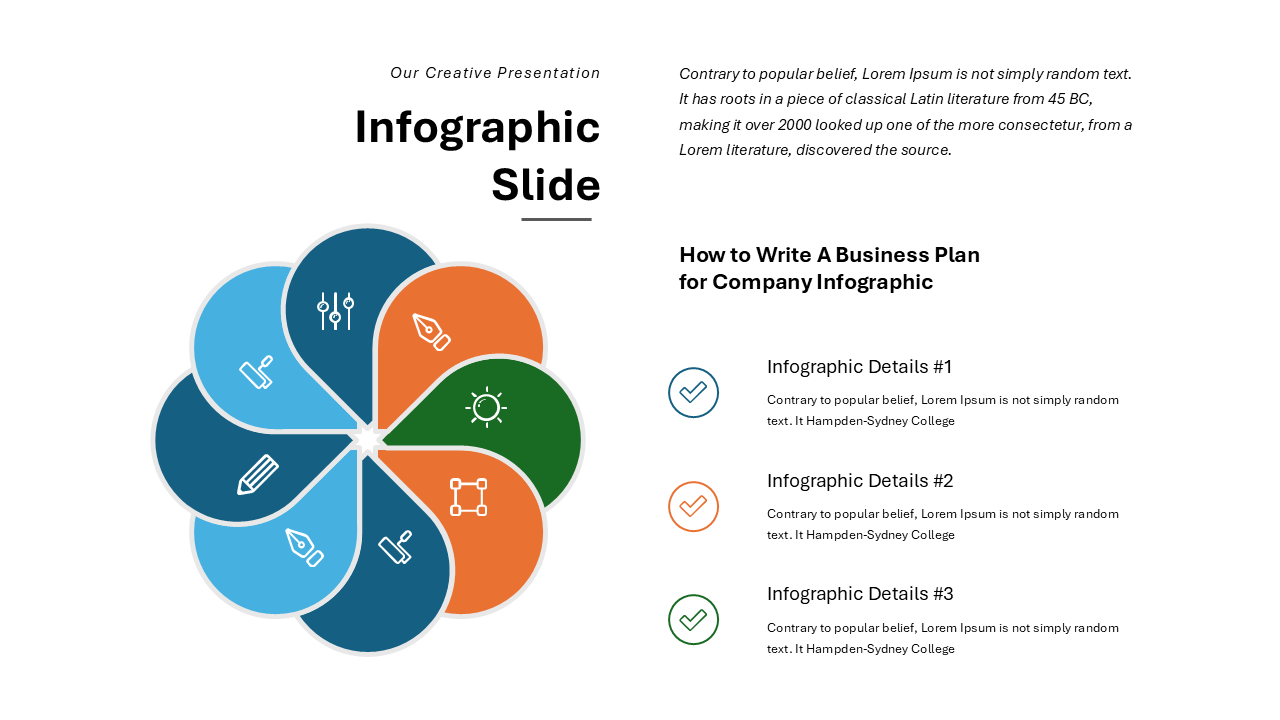 Our Creative Presentation
Infographic
Slide
Contrary to popular belief, Lorem Ipsum is not simply random text.
It has roots in a piece of classical Latin literature from 45 BC,
making it over 2000 looked up one of the more consectetur, from a
Lorem literature, discovered the source.
How to Write A Business Plan
for Company Infographic
Infographic Details #1
Contrary to popular belief, Lorem Ipsum is not simply random
text. It Hampden-Sydney College
Infographic Details #2
Contrary to popular belief, Lorem Ipsum is not simply random
text. It Hampden-Sydney College
Infographic Details #3
Contrary to popular belief, Lorem Ipsum is not simply random
text. It Hampden-Sydney College